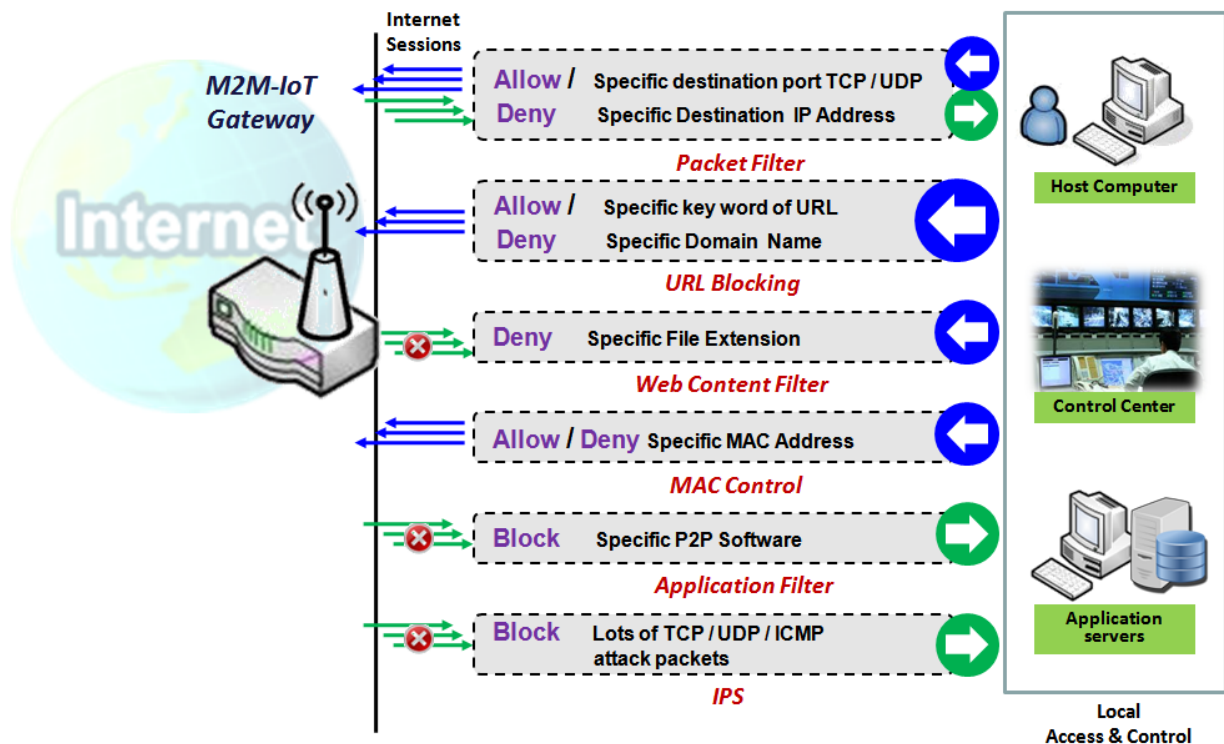 Internet
Sessions
M2M-IoT
Gateway
Internet
Allow / Specific destination port TCP / UDP
Deny Specific Destination IP Address
Packet Filter
Allow / Specific key word of URL
Deny Specific Domain Name
URL Blocking
Deny Specific File Extension
Web Content Filter
Allow / Deny Specific MAC Address
MAC Control
Block Specific P2P Software
Application Filter
Block Lots of TCP / UDP / ICMP
attack packets
IPS
Host Computer
Control Center
Application
servers
Local
Access & Control